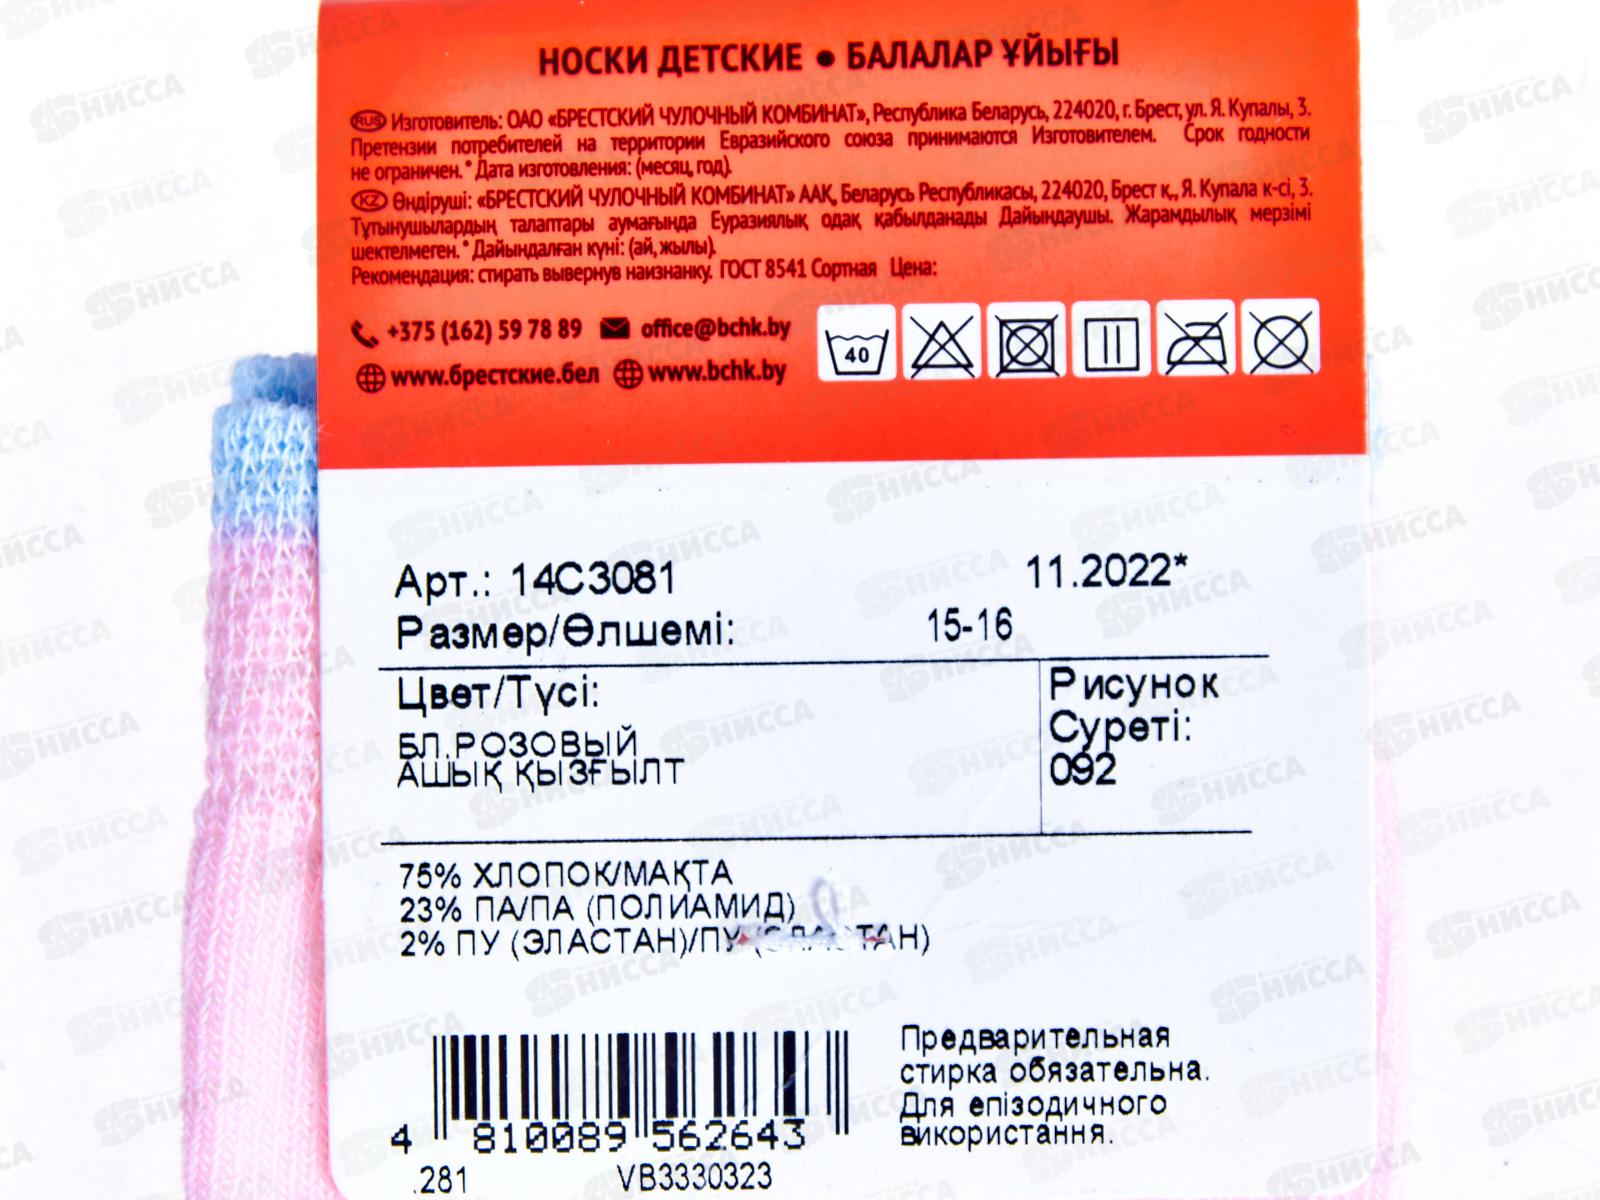 НОСКИ ДЕТСКИЕ • БАЛАЛАР ҰЙЫҒЫ
RUS Изготовитель: ОАО «БРЕСТСКИЙ ЧУЛОЧНЫЙ КОМБИНАТ», Республика Беларусь, 224020, г. Брест, ул. Я. Купалы, 3.
Претензии потребителей на территории Евразийского союза принимаются Изготовителем. Срок годности
не ограничен.* Дата изготовления: (месяц, год).
KZ Өндіруші: «БРЕСТСКИЙ ЧУЛОЧНЫЙ КОМБИНАТ» ААҚ, Беларусь Республикасы, 224020, Брест қ., Я. Купала к-сі, 3.
Тұтынушылардың талаптары аумағында Еуразиялық одақ қабылданады Дайындаушы. Жарамдылық мерзімі
шектелмеген.* Дайындалған күні: (ай, жылы).
Рекомендация: стирать вывернув наизнанку. ГОСТ 8541 Сортная Цена:
+375 (162) 59 78 89 office@bchk.by
www.брестские.бел www.bchk.by
40
Арт.: 14С3081 11.2022*
Размер/Өлшемі: 15-16
Цвет/Түсі:
БЛ.РОЗОВЫЙ
АШЫҚ ҚЫЗҒЫЛТ
Рисунок
Суреті:
092
75% ХЛОПОК/МАҚТА
23% ПА/ПА (ПОЛИАМИД)
2% ПУ (ЭЛАСТАН)/ПУ (ЭЛАСТАН)
Предварительная
стирка обязательна.
Для епізодичного
використання.
4 810089 562643
.281 VB3330323
НИССА